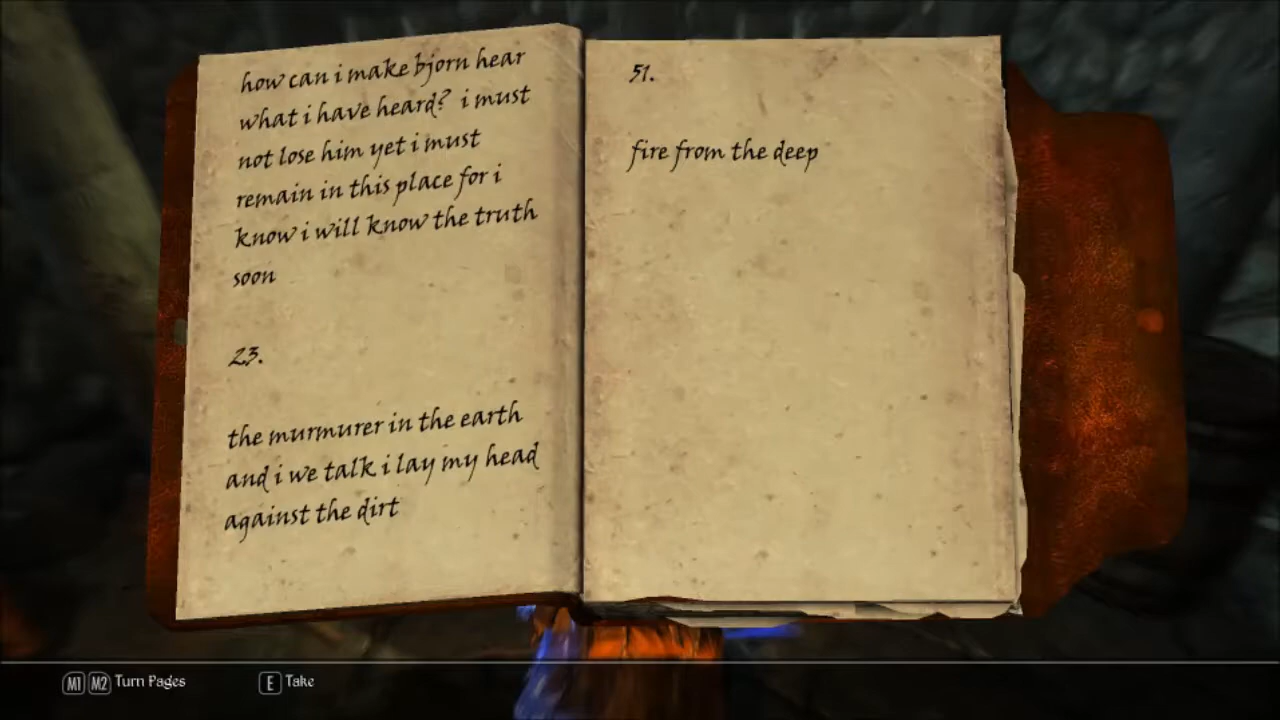 how can i make bjorn hear
what i have heard? i must
not lose him yet i must
remain in this place for i
know i will know the truth
soon
23.
the murmurer in the earth
and i we talk i lay my head
against the dirt
51.
fire from the deep
M1 M2 Turn Pages
E Take